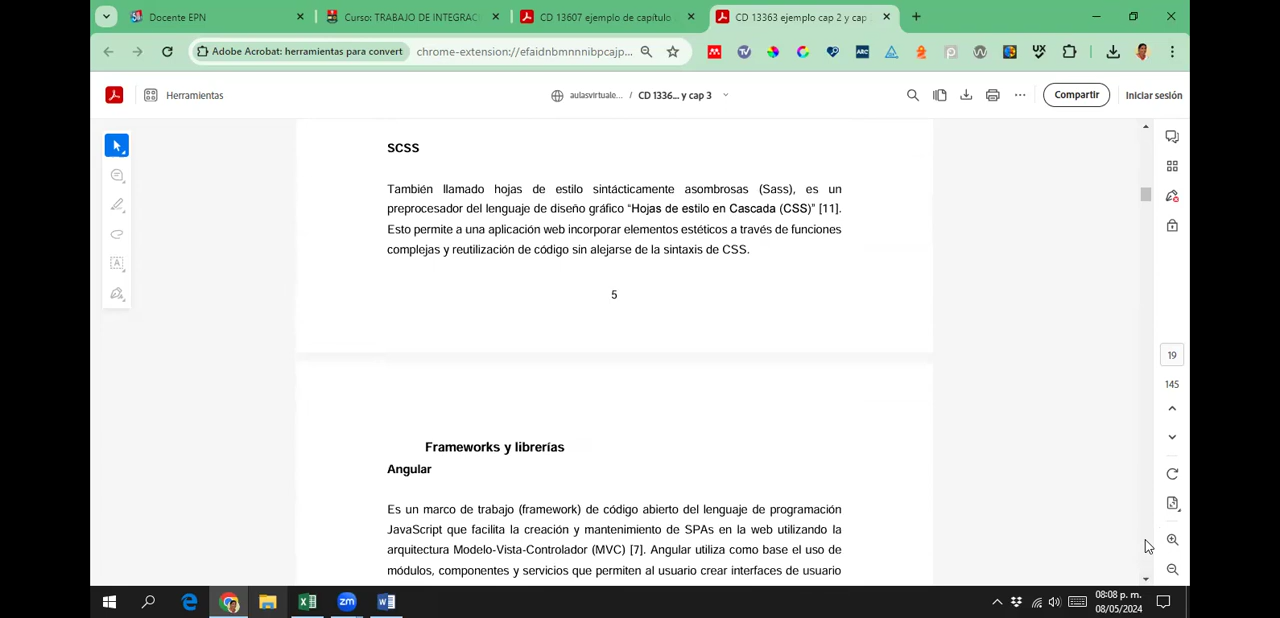 Docente EPN
Curso: TRABAJO DE INTEGRAC
CD 13607 ejemplo de capítulo
CD 13363 ejemplo cap 2 y cap
Adobe Acrobat: herramientas para convert
chrome-extension://efaidnbmnnnibpcajp...
Herramientas
aulasvirtuale... / CD 1336... y cap 3
Compartir
Iniciar sesión
SCSS
También llamado hojas de estilo sintácticamente asombrosas (Sass), es un
preprocesador del lenguaje de diseño gráfico “Hojas de estilo en Cascada (CSS)” [11].
Esto permite a una aplicación web incorporar elementos estéticos a través de funciones
complejas y reutilización de código sin alejarse de la sintaxis de CSS.
5
19
145
Frameworks y librerías
Angular
Es un marco de trabajo (framework) de código abierto del lenguaje de programación
JavaScript que facilita la creación y mantenimiento de SPAs en la web utilizando la
arquitectura Modelo-Vista-Controlador (MVC) [7]. Angular utiliza como base el uso de
módulos, componentes y servicios que permiten al usuario crear interfaces de usuario
08:08 p. m.
08/05/2024